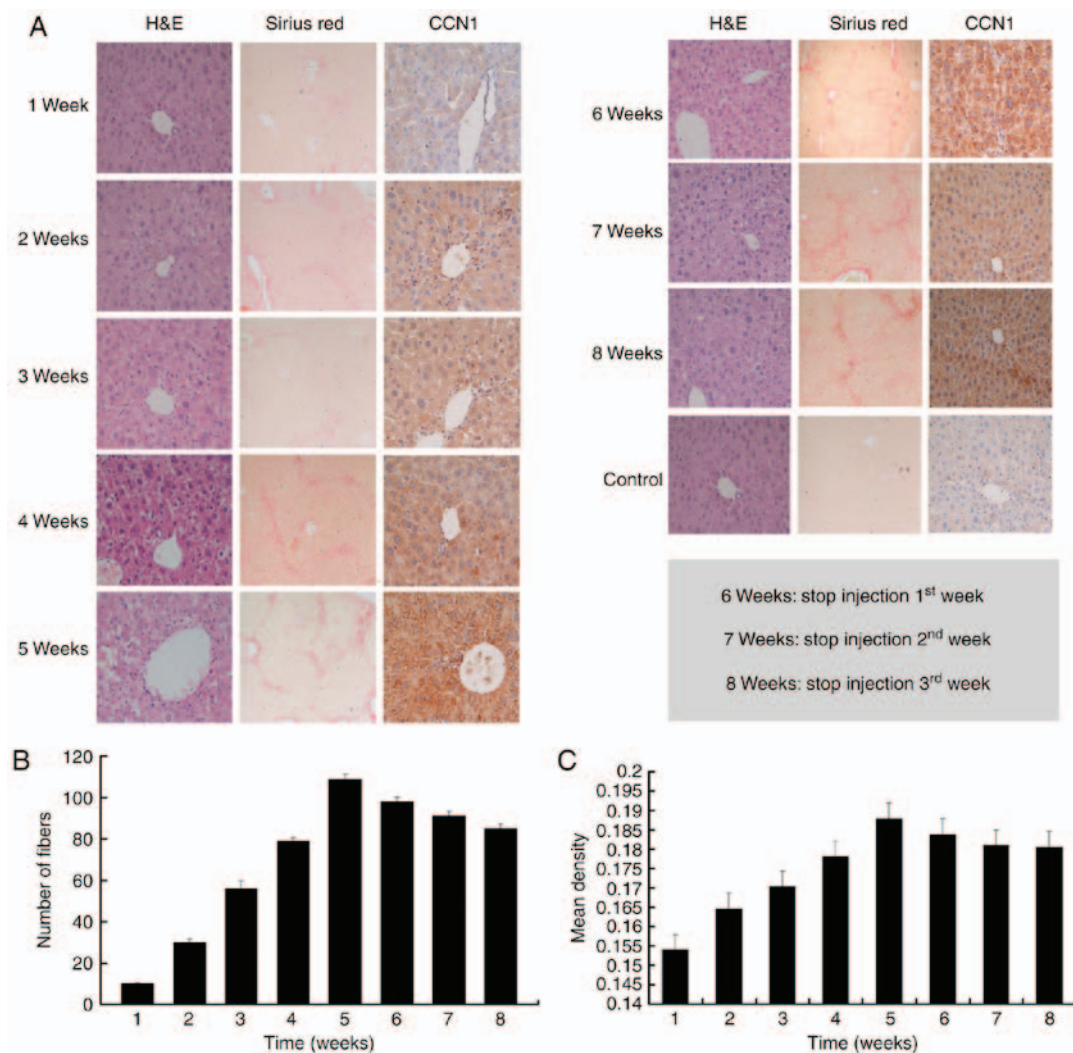 A
H&E Sirius red CCN1
1 Week
2 Weeks
3 Weeks
4 Weeks
5 Weeks
H&E Sirius red CCN1
6 Weeks
7 Weeks
8 Weeks
Control
6 Weeks: stop injection 1st week
7 Weeks: stop injection 2nd week
8 Weeks: stop injection 3rd week
B
Number of fibers
120
100
80
60
40
20
0
1 2 3 4 5 6 7 8
Time (weeks)
C
Mean density
0.2
0.195
0.19
0.185
0.18
0.175
0.17
0.165
0.16
0.155
0.15
0.145
0.14
1 2 3 4 5 6 7 8
Time (weeks)